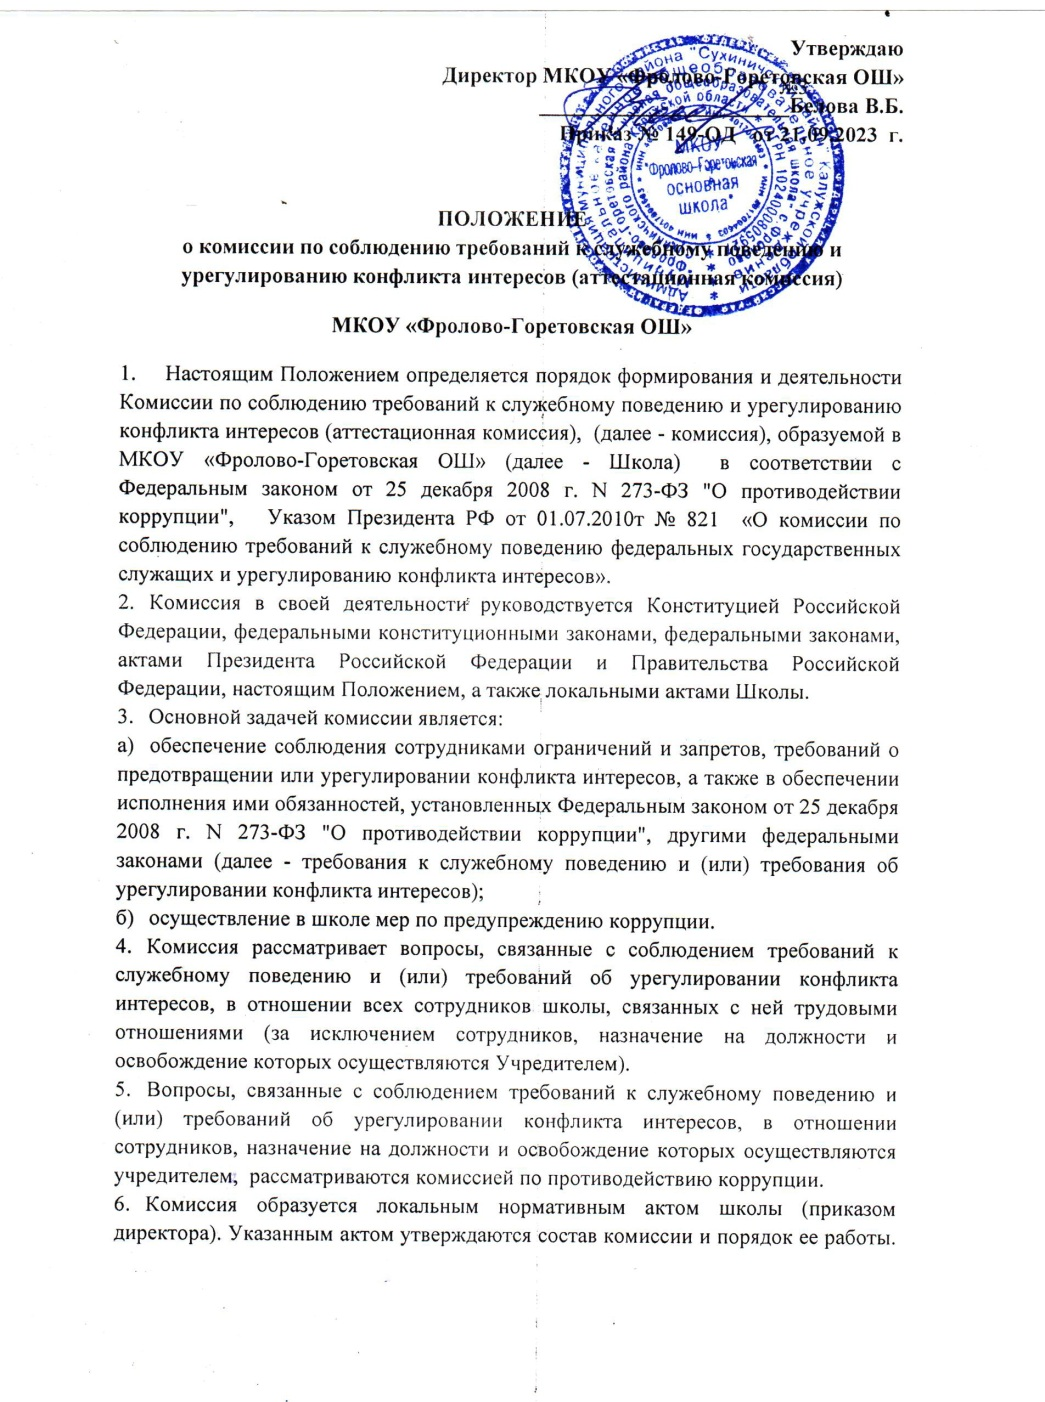 Утверждаю
Директор МКОУ «Фролово-Горетовская ОШ»
Белова В.Б.
Приказ № 149-ОД от 21.09.2023 г.
МКОУ
"Фролово-Горетовская
основная
школа"
ПОЛОЖЕНИЕ
о комиссии по соблюдению требований к служебному поведению и
урегулированию конфликта интересов (аттестационная комиссия)
МКОУ «Фролово-Горетовская ОШ»
1. Настоящим Положением определяется порядок формирования и деятельности
Комиссии по соблюдению требований к служебному поведению и урегулированию
конфликта интересов (аттестационная комиссия), (далее - комиссия), образуемой в
МКОУ «Фролово-Горетовская ОШ» (далее - Школа) в соответствии с
Федеральным законом от 25 декабря 2008 г. N 273-ФЗ "О противодействии
коррупции", Указом Президента РФ от 01.07.2010т № 821 «О комиссии по
соблюдению требований к служебному поведению федеральных государственных
служащих и урегулированию конфликта интересов».
2. Комиссия в своей деятельности руководствуется Конституцией Российской
Федерации, федеральными конституционными законами, федеральными законами,
актами Президента Российской Федерации и Правительства Российской
Федерации, настоящим Положением, а также локальными актами Школы.
3. Основной задачей комиссии является:
а) обеспечение соблюдения сотрудниками ограничений и запретов, требований о
предотвращении или урегулировании конфликта интересов, а также в обеспечении
исполнения ими обязанностей, установленных Федеральным законом от 25 декабря
2008 г. N 273-ФЗ "О противодействии коррупции", другими федеральными
законами (далее - требования к служебному поведению и (или) требования об
урегулировании конфликта интересов);
б) осуществление в школе мер по предупреждению коррупции.
4. Комиссия рассматривает вопросы, связанные с соблюдением требований к
служебному поведению и (или) требований об урегулировании конфликта
интересов, в отношении всех сотрудников школы, связанных с ней трудовыми
отношениями (за исключением сотрудников, назначение на должности и
освобождение которых осуществляются Учредителем).
5. Вопросы, связанные с соблюдением требований к служебному поведению и
(или) требований об урегулировании конфликта интересов, в отношении
сотрудников, назначение на должности и освобождение которых осуществляются
учредителем, рассматриваются комиссией по противодействию коррупции.
6. Комиссия образуется локальным нормативным актом школы (приказом
директора). Указанным актом утверждаются состав комиссии и порядок ее работы.